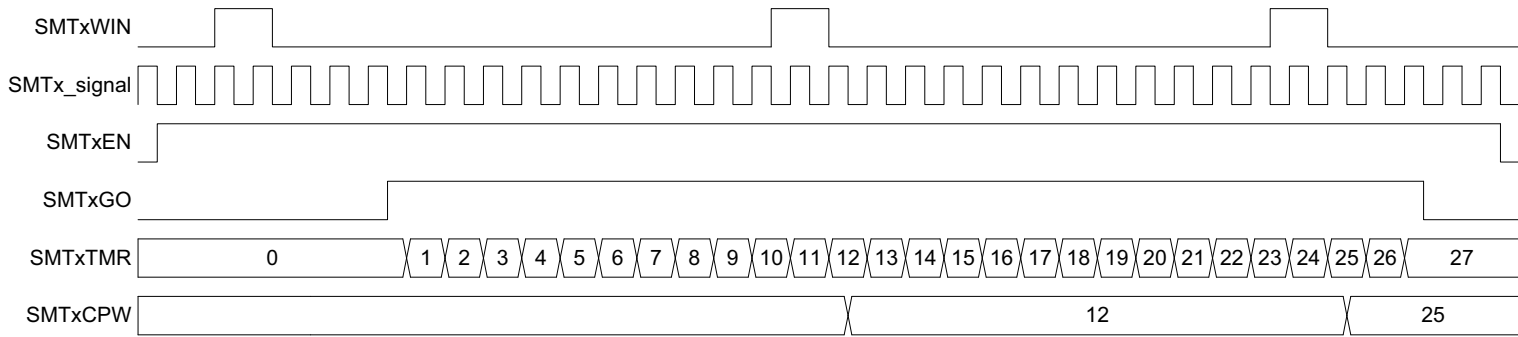 SMTxWIN
SMTx_signal
SMTxEN
SMTxGO
SMTxTMR 0 1 2 3 4 5 6 7 8 9 10 11 12 13 14 15 16 17 18 19 20 21 22 23 24 25 26 27
SMTxCPW 12 25